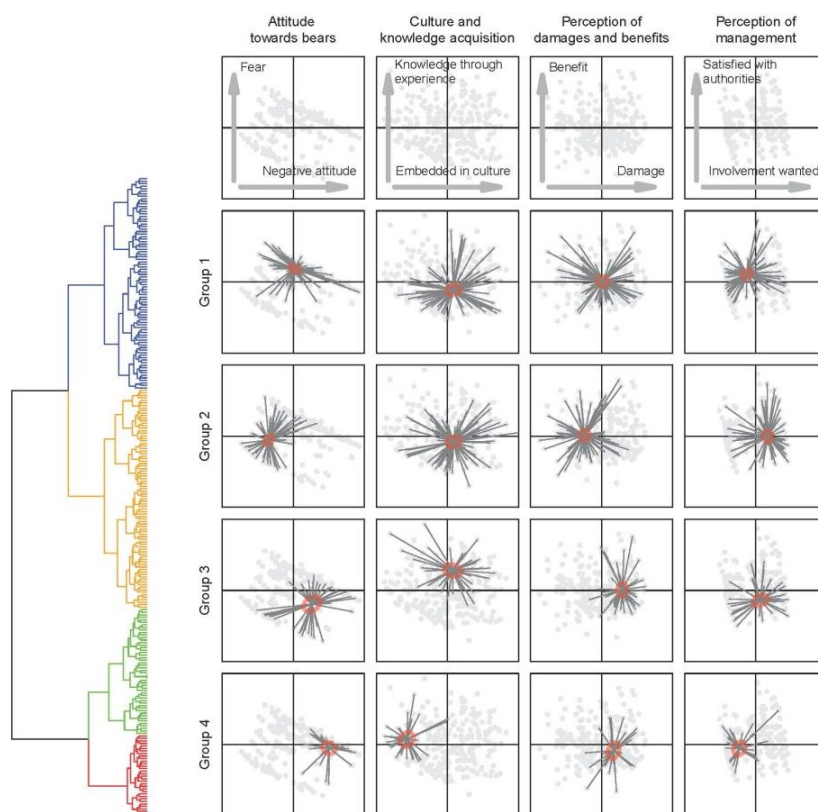 Attitude
towards bears
Culture and
knowledge acquisition
Perception of
damages and benefits
Perception of
management
Fear
Negative attitude
Knowledge through
experience
Embedded in culture
Benefit
Damage
Satisfied with
authorities
Involvement wanted
Group 1
Group 2
Group 3
Group 4